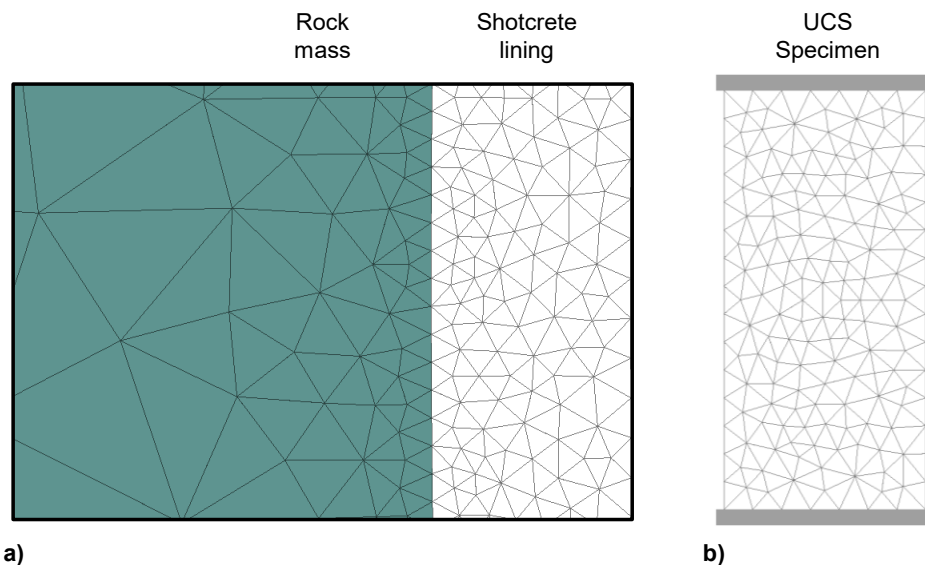 Rock
mass
Shotcrete
lining
UCS
Specimen
a)
b)